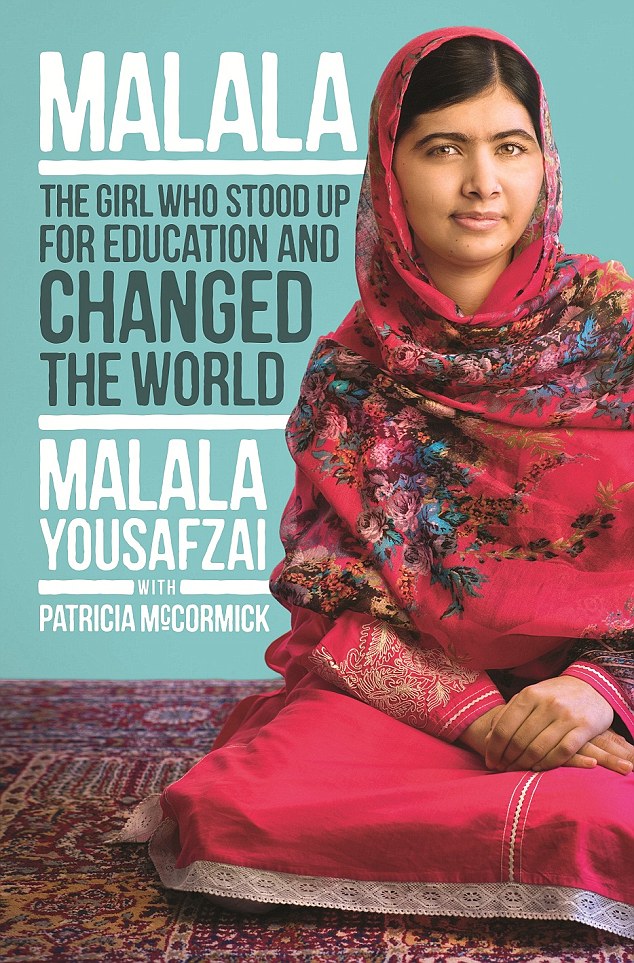 MALALA
THE GIRL WHO STOOD UP
FOR EDUCATION AND
CHANGED
THE WORLD
MALALA
YOUSAFZAI
WITH
PATRICIA McCORMICK